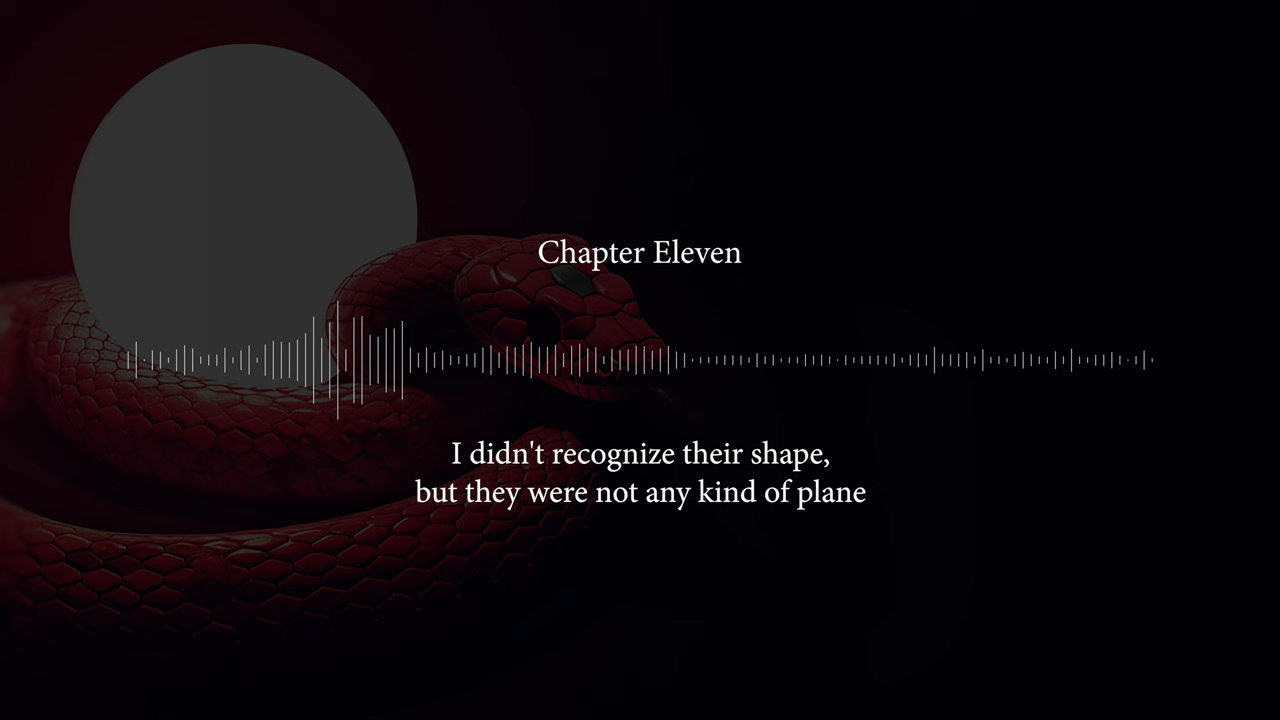 Chapter Eleven
I didn't recognize their shape,
but they were not any kind of plane